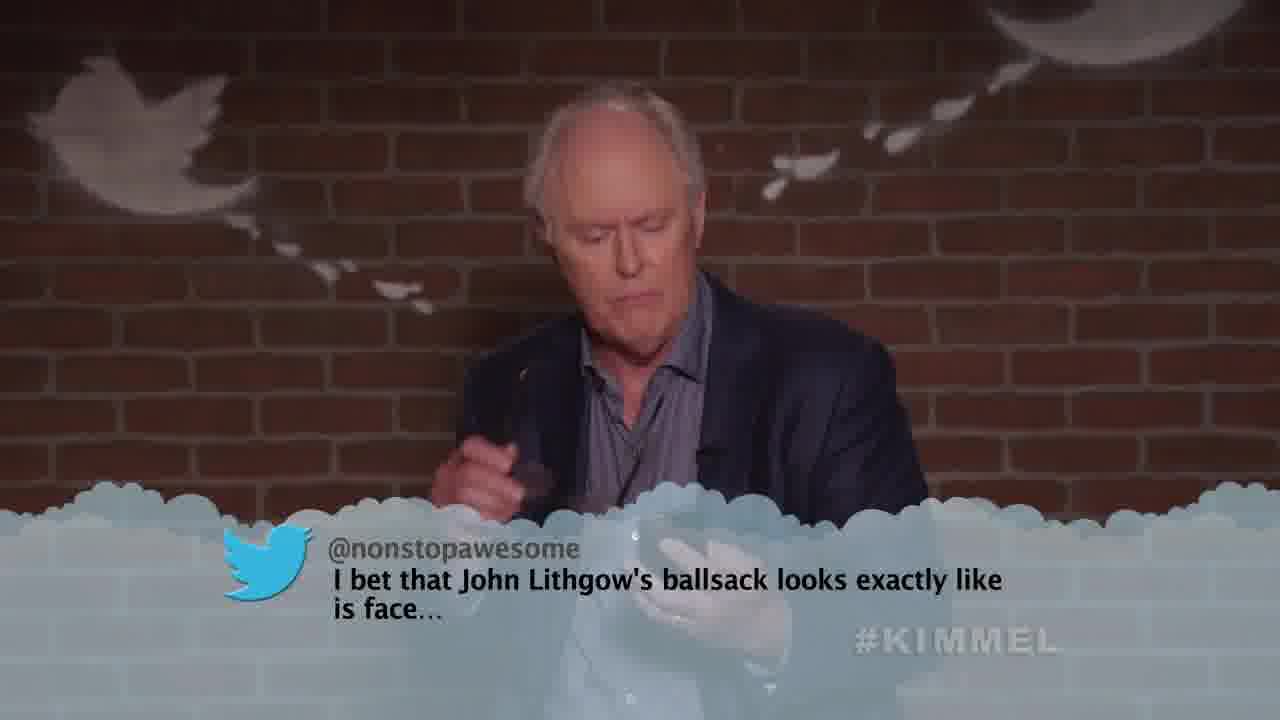 @nonstopawesome
I bet that John Lithgow's ballsack looks exactly like
is face...
#KIMMEL